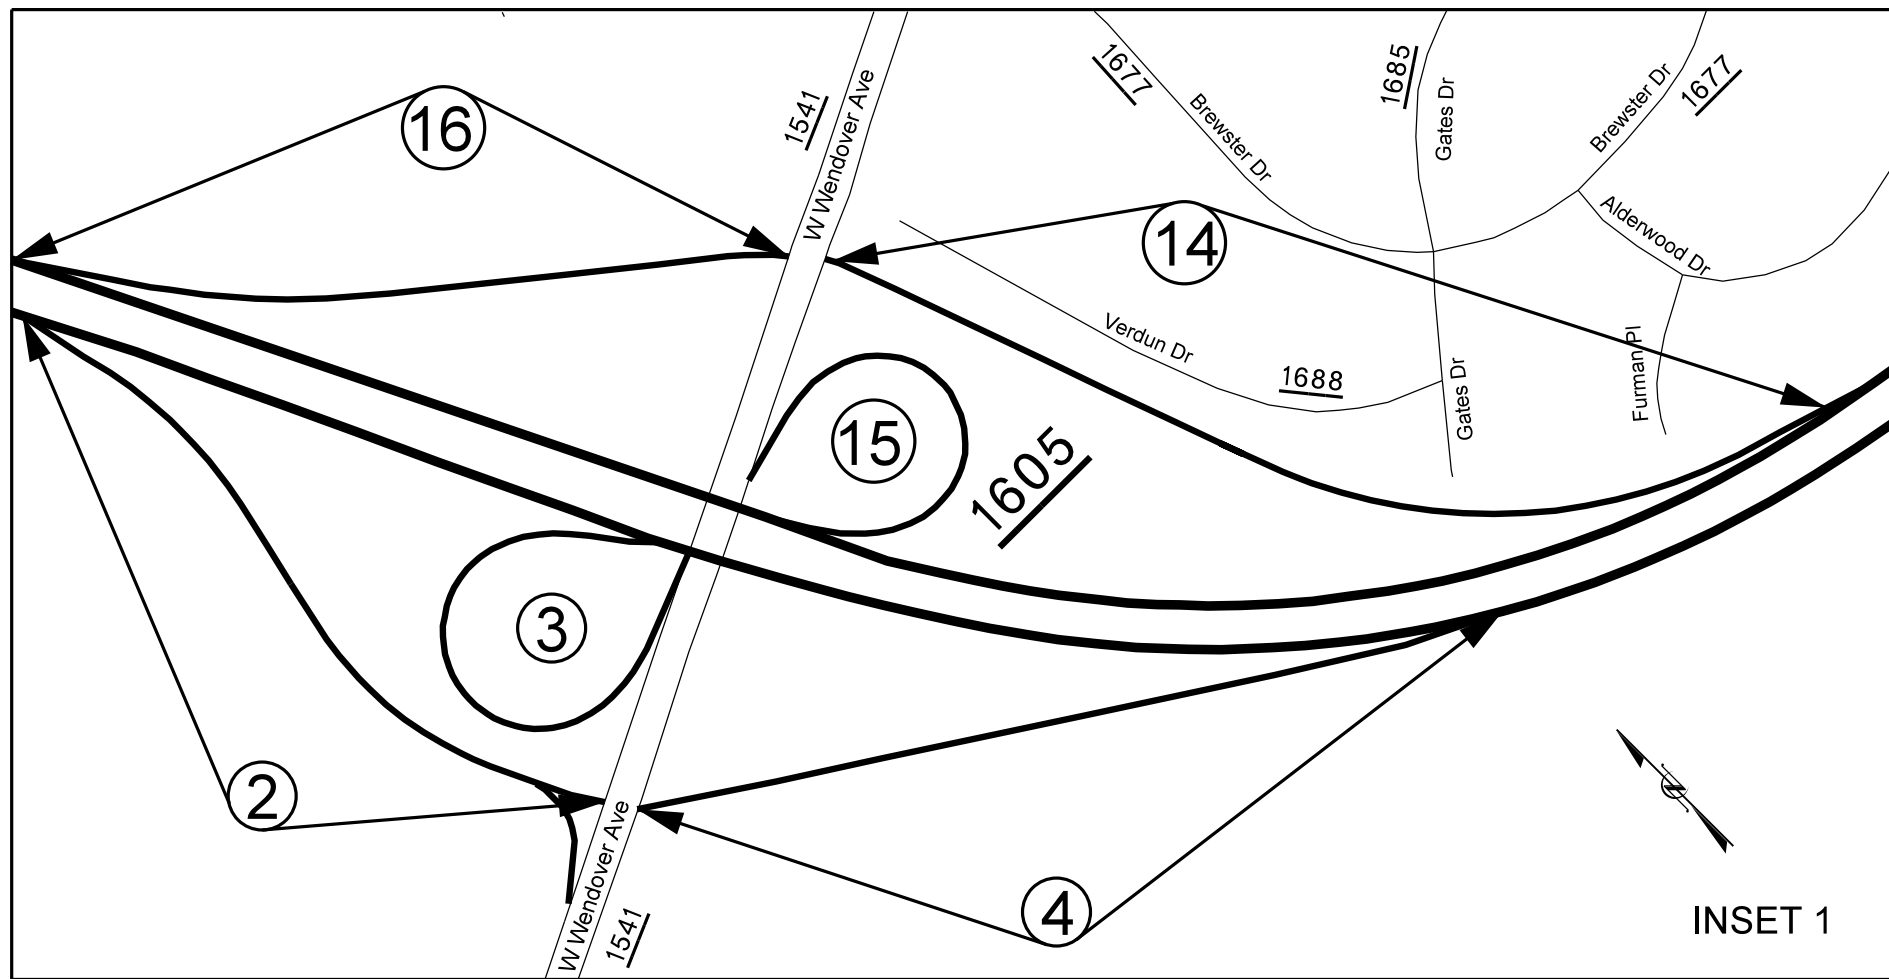 16
1541
W Wendover Ave
1677
Brewster Dr
1685
Gates Dr
Brewster Dr
1677
Alderwood Dr
14
Verdun Dr
1688
Gates Dr
Furman Pl
15
1605
3
2
W Wendover Ave
1541
4
N
INSET 1